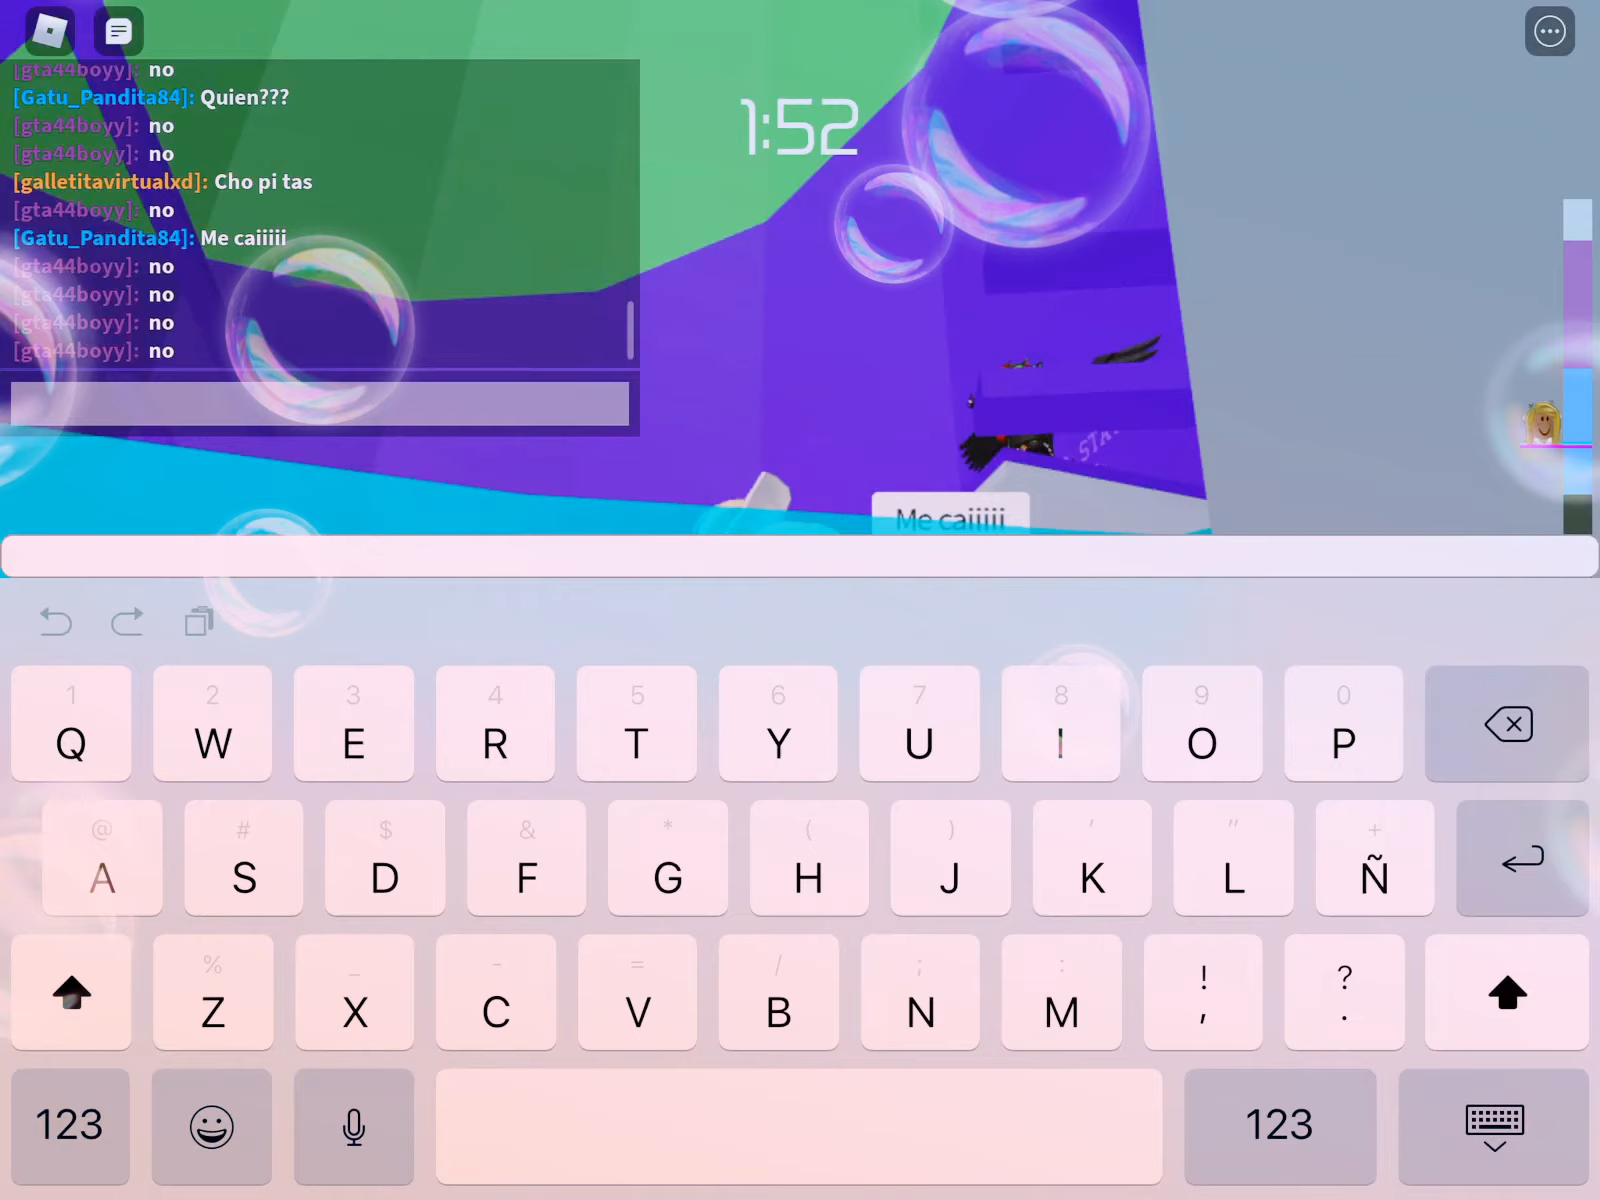 [gta44boyy]: no
[Gatu_Pandita84]: Quien???
[gta44boyy]: no
[gta44boyy]: no
[galletitavirtualxd]: Cho pi tas
[gta44boyy]: no
[Gatu_Pandita84]: Me caiiiii
[gta44boyy]: no
[gta44boyy]: no
[gta44boyy]: no
[gta44boyy]: no
1:52
STA
Me caiiiii
1 2 3 4 5 6 7 8 9 0
Q W E R T Y U I O P
@ # $ & * ( ) ' " +
A S D F G H J K L Ñ
% _ - = / ; : ! ?
Z X C V B N M , .
123 123